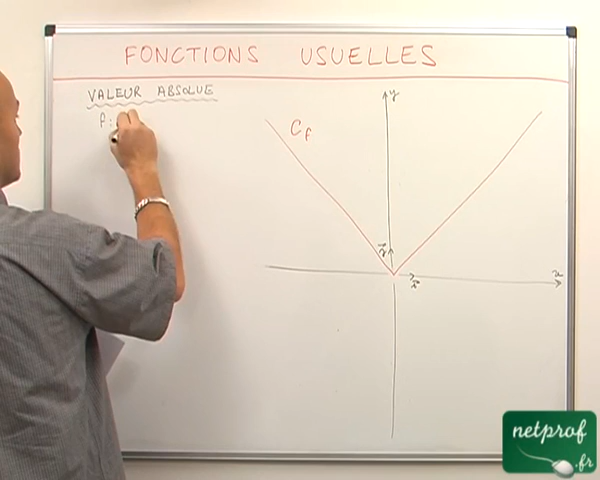 FONCTIONS USUELLES
VALEUR ABSOLUE
f:
Cf
y
x
netprof
.fr